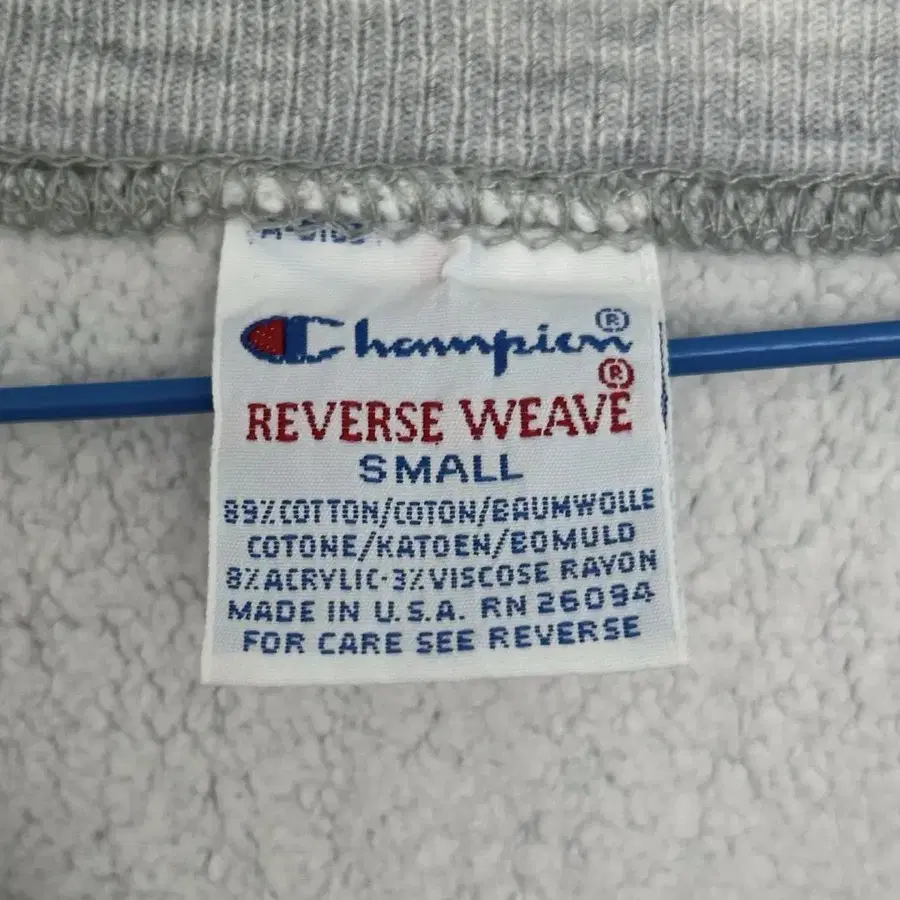 Champion®
REVERSE WEAVE®
SMALL
89% COTTON/COTON/BAUMWOLLE
COTONE/KATOEN/BOMULD
8% ACRYLIC·3% VISCOSE RAYON
MADE IN U.S.A. RN 26094
FOR CARE SEE REVERSE